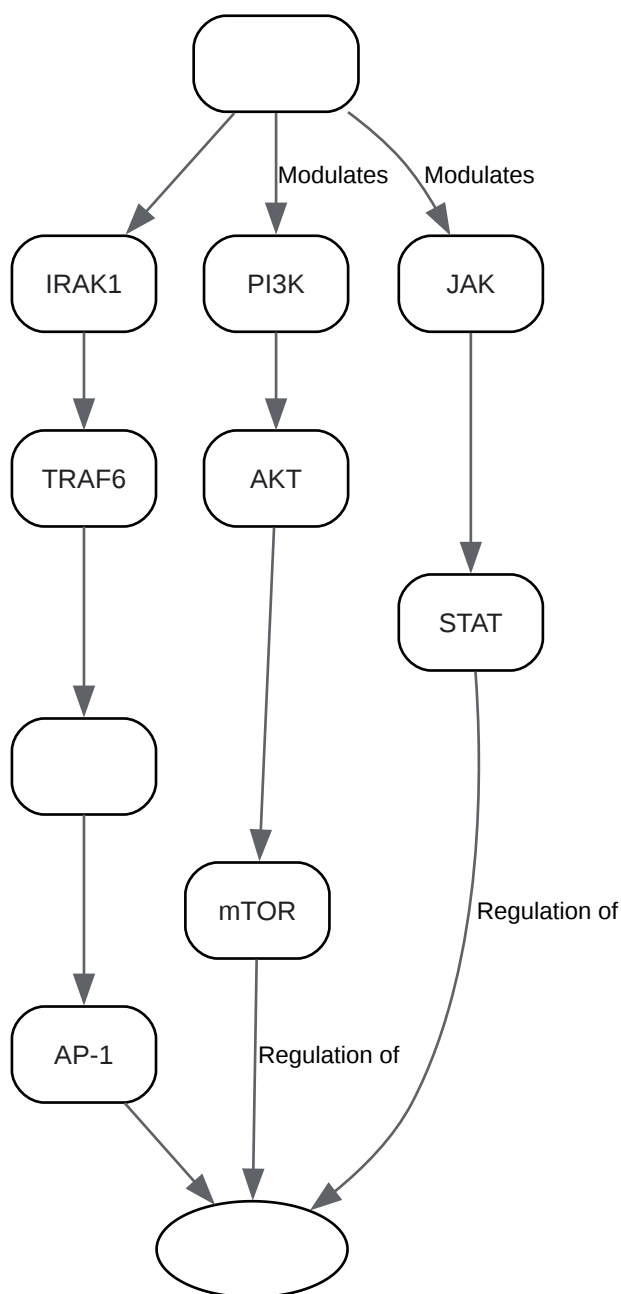 Modulates
Modulates
IRAK1
PI3K
JAK
TRAF6
AKT
STAT
mTOR
Regulation of
AP-1
Regulation of